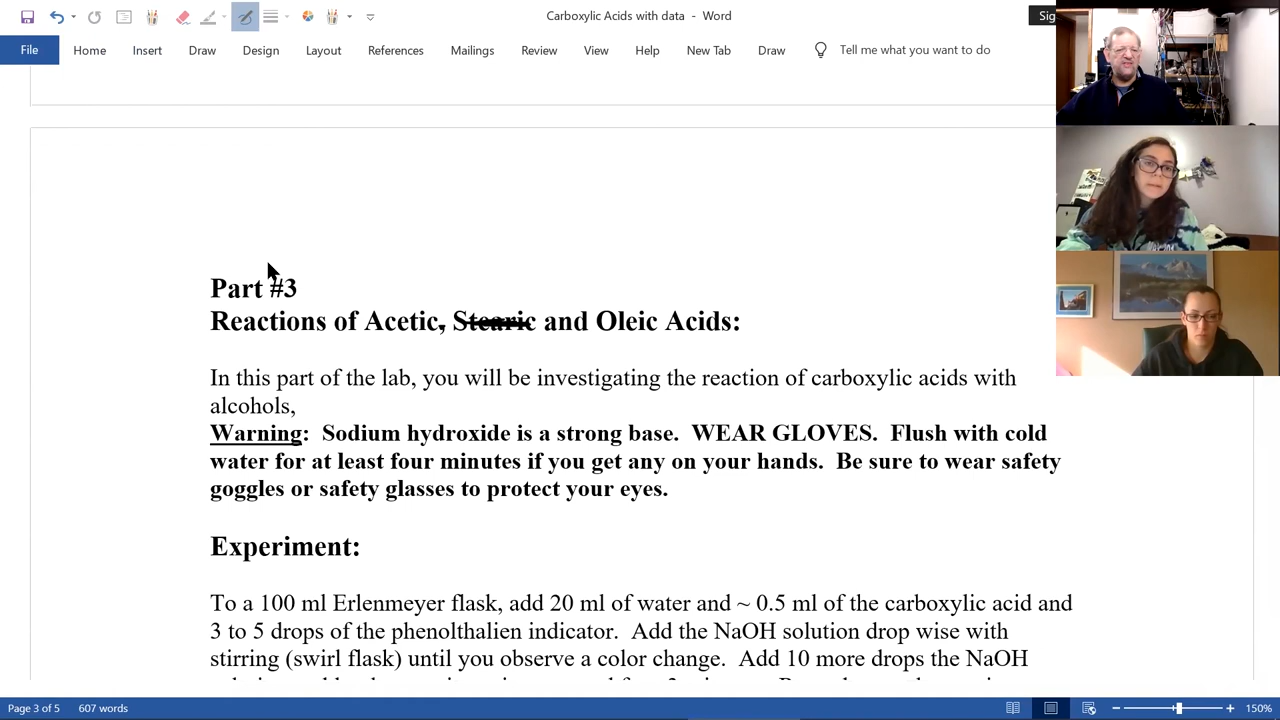 Carboxylic Acids with data - Word
Sig
File Home Insert Draw Design Layout References Mailings Review View Help New Tab Draw Tell me what you want to do
Part #3
Reactions of Acetic, Stearic and Oleic Acids:
In this part of the lab, you will be investigating the reaction of carboxylic acids with
alcohols,
Warning: Sodium hydroxide is a strong base. WEAR GLOVES. Flush with cold
water for at least four minutes if you get any on your hands. Be sure to wear safety
goggles or safety glasses to protect your eyes.
Experiment:
To a 100 ml Erlenmeyer flask, add 20 ml of water and ~ 0.5 ml of the carboxylic acid and
3 to 5 drops of the phenolthalien indicator. Add the NaOH solution drop wise with
stirring (swirl flask) until you observe a color change. Add 10 more drops the NaOH
Page 3 of 5 607 words 150%